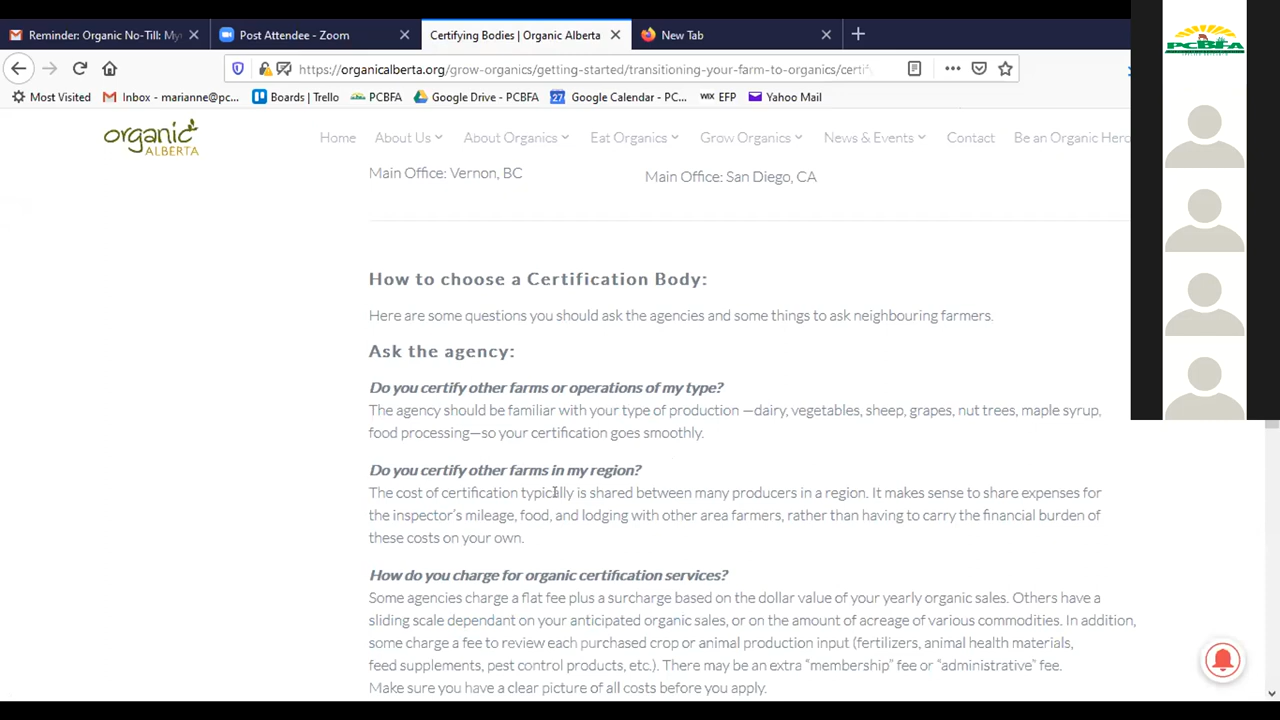 Reminder: Organic No-Till: My
Post Attendee - Zoom
Certifying Bodies | Organic Alberta
New Tab
https://organicalberta.org/grow-organics/getting-started/transitioning-your-farm-to-organics/certify
Most Visited
Inbox - marianne@pc...
Boards | Trello
PCBFA
Google Drive - PCBFA
27
Google Calendar - PC...
WIX EFP
Yahoo Mail
PCBFA
organic
ALBERTA
Home
About Us
About Organics
Eat Organics
Grow Organics
News & Events
Contact
Be an Organic Hero
Main Office: Vernon, BC
Main Office: San Diego, CA
How to choose a Certification Body:
Here are some questions you should ask the agencies and some things to ask neighbouring farmers.
Ask the agency:
Do you certify other farms or operations of my type?
The agency should be familiar with your type of production —dairy, vegetables, sheep, grapes, nut trees, maple syrup,
food processing—so your certification goes smoothly.
Do you certify other farms in my region?
The cost of certification typically is shared between many producers in a region. It makes sense to share expenses for
the inspector's mileage, food, and lodging with other area farmers, rather than having to carry the financial burden of
these costs on your own.
How do you charge for organic certification services?
Some agencies charge a flat fee plus a surcharge based on the dollar value of your yearly organic sales. Others have a
sliding scale dependant on your anticipated organic sales, or on the amount of acreage of various commodities. In addition,
some charge a fee to review each purchased crop or animal production input (fertilizers, animal health materials,
feed supplements, pest control products, etc.). There may be an extra "membership" fee or "administrative" fee.
Make sure you have a clear picture of all costs before you apply.